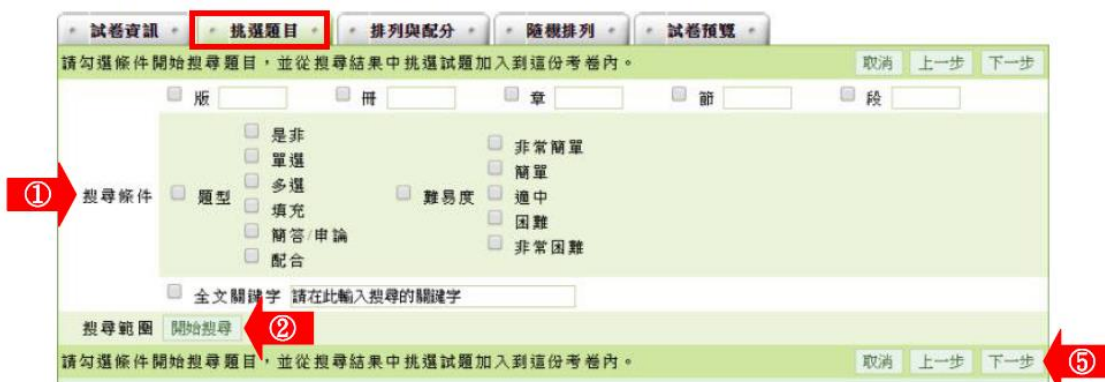 試卷資訊 挑選題目 排列與配分 隨機排列 試卷預覽
請勾選條件開始搜尋題目，並從搜尋結果中挑選試題加入到這份考卷內。 取消 上一步 下一步
版 冊 章 節 段
① 搜尋條件 題型 難易度
是非
單選
多選
填充
簡答/申論
配合
非常簡單
簡單
適中
困難
非常困難
全文關鍵字 請在此輸入搜尋的關鍵字
搜尋範圍 開始搜尋 ②
請勾選條件開始搜尋題目，並從搜尋結果中挑選試題加入到這份考卷內。 取消 上一步 下一步 ⑤